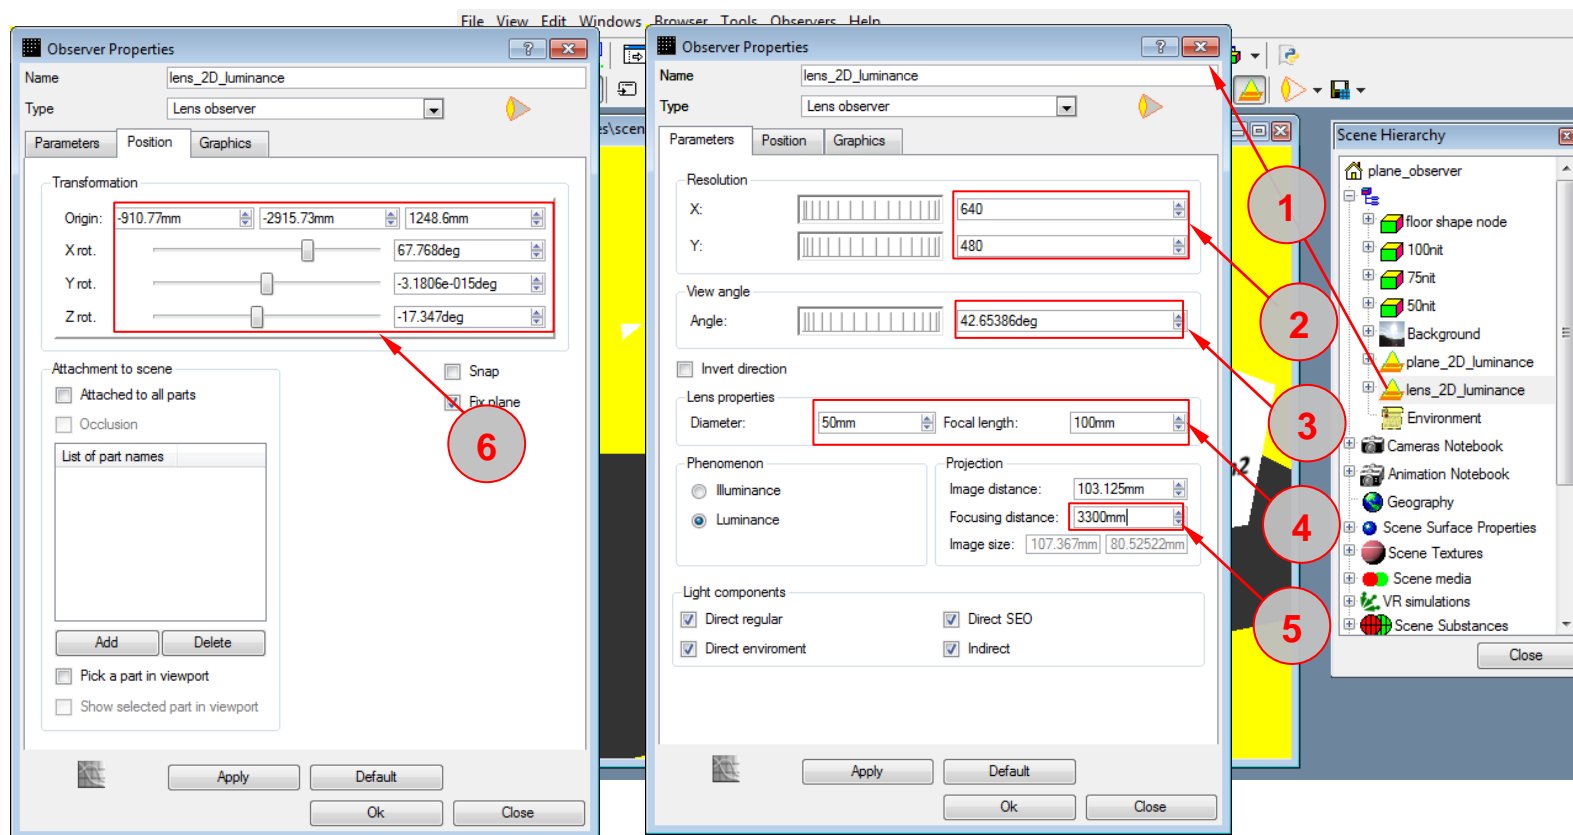 File View Edit Windows Browser Tools Observers Help
Observer Properties
Name lens_2D_luminance
Type Lens observer
Parameters Position Graphics
Transformation
Origin: -910.77mm -2915.73mm 1248.6mm
X rot. 67.768deg
Y rot. -3.1806e-015deg
Z rot. -17.347deg
Attachment to scene
Attached to all parts
Occlusion
List of part names
Snap
Fix plane
6
Add Delete
Pick a part in viewport
Show selected part in viewport
Apply Default
Ok Close
es\scen
Observer Properties
Name lens_2D_luminance
Type Lens observer
Parameters Position Graphics
Resolution
X: 640
Y: 480
View angle
Angle: 42.65386deg
Invert direction
Lens properties
Diameter: 50mm Focal length: 100mm
Phenomenon
Illuminance
Luminance
Projection
Image distance: 103.125mm
Focusing distance: 3300mm
Image size: 107.367mm 80.52522mm
Light components
Direct regular Direct SEO
Direct enviroment Indirect
Apply Default
Ok Close
1
2
3
4
5
Scene Hierarchy
plane_observer
floor shape node
100nit
75nit
50nit
Background
plane_2D_luminance
lens_2D_luminance
Environment
Cameras Notebook
Animation Notebook
Geography
Scene Surface Properties
Scene Textures
Scene media
VR simulations
Scene Substances
Close